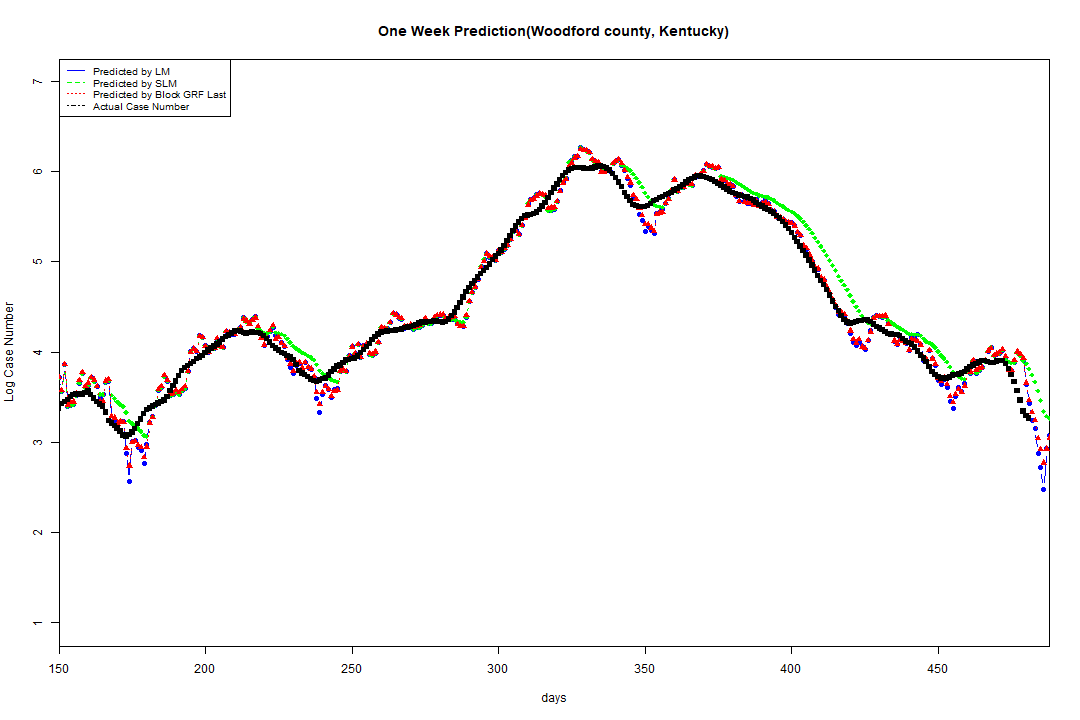 One Week Prediction(Woodford county, Kentucky)
Predicted by LM
Predicted by SLM
Predicted by Block GRF Last
Actual Case Number
7
6
5
4
3
2
1
Log Case Number
150 200 250 300 350 400 450
days